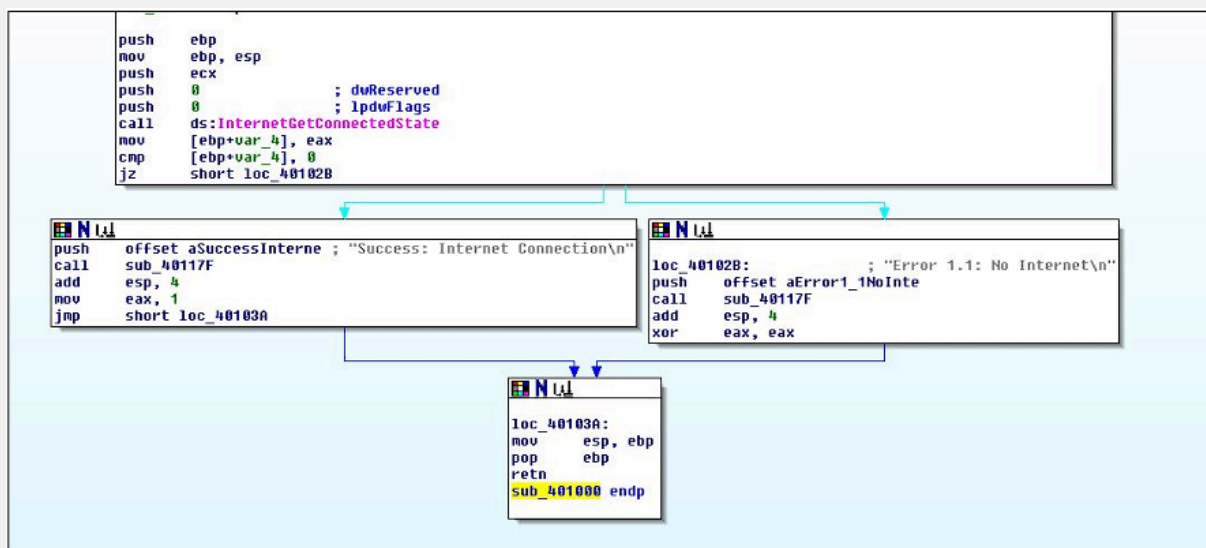 push ebp
mov ebp, esp
push ecx
push 0 ; dwReserved
push 0 ; lpdwFlags
call ds:InternetGetConnectedState
mov [ebp+var_4], eax
cmp [ebp+var_4], 0
jz short loc_40102B
N
push offset aSuccessInterne ; "Success: Internet Connection\n"
call sub_40117F
add esp, 4
mov eax, 1
jmp short loc_40103A
N
loc_40102B: ; "Error 1.1: No Internet\n"
push offset aError1_1NoInte
call sub_40117F
add esp, 4
xor eax, eax
N
loc_40103A:
mov esp, ebp
pop ebp
retn
sub_401000 endp